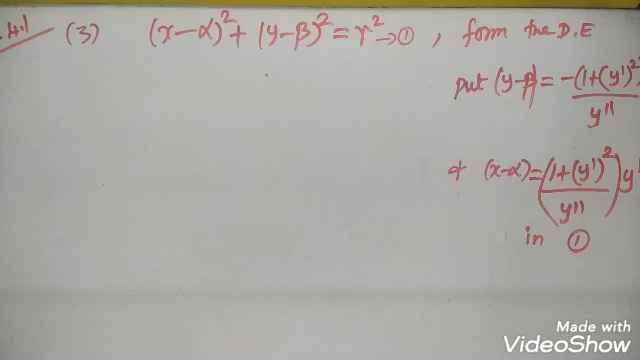 H.1 (3) (x-α)² + (y-β)² = r² → ① , form the D.E
put (y-β) = -(1+(y')²)/y''
& (x-α) = ((1+(y')²)/y'') y'
in ①
Made with
VideoShow